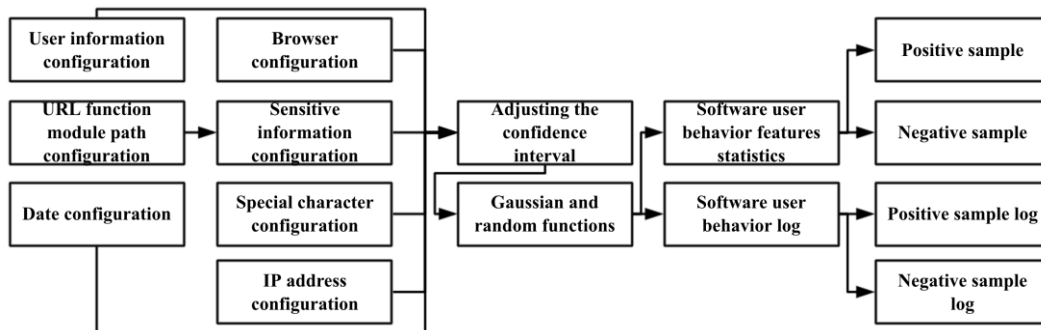 User information
configuration
Browser
configuration
Positive sample
URL function
module path
configuration
Sensitive
information
configuration
Adjusting the
confidence
interval
Software user
behavior features
statistics
Negative sample
Date configuration
Special character
configuration
Gaussian and
random functions
Software user
behavior log
Positive sample log
IP address
configuration
Negative sample
log